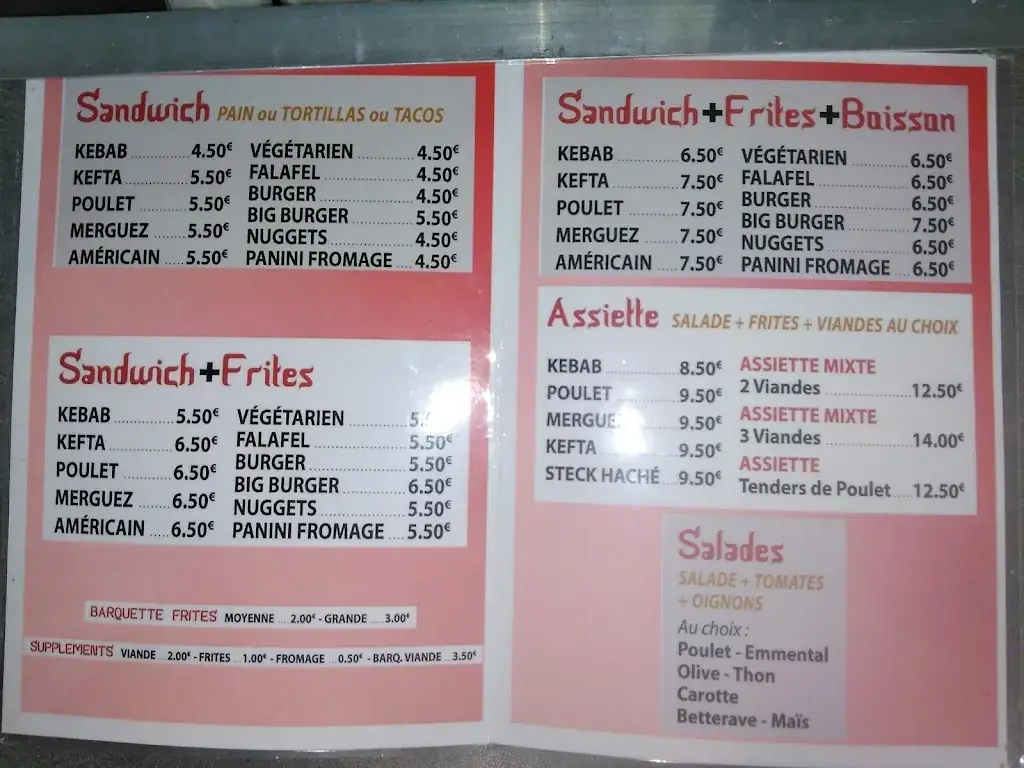 Sandwich PAIN ou TORTILLAS ou TACOS
KEBAB 4.50€
KEFTA 5.50€
POULET 5.50€
MERGUEZ 5.50€
AMÉRICAIN 5.50€
VÉGÉTARIEN 4.50€
FALAFEL 4.50€
BURGER 4.50€
BIG BURGER 5.50€
NUGGETS 4.50€
PANINI FROMAGE 4.50€
Sandwich+Frites
KEBAB 5.50€
KEFTA 6.50€
POULET 6.50€
MERGUEZ 6.50€
AMÉRICAIN 6.50€
VÉGÉTARIEN
FALAFEL 5.50€
BURGER 5.50€
BIG BURGER 6.50€
NUGGETS 5.50€
PANINI FROMAGE 5.50€
BARQUETTE FRITES MOYENNE 2.00€ - GRANDE 3.00€
SUPPLEMENTS VIANDE 2.00€ - FRITES 1.00€ - FROMAGE 0.50€ - BARQ. VIANDE 3.50€
Sandwich+Frites+Boisson
KEBAB 6.50€
KEFTA 7.50€
POULET 7.50€
MERGUEZ 7.50€
AMÉRICAIN 7.50€
VÉGÉTARIEN 6.50€
FALAFEL 6.50€
BURGER 6.50€
BIG BURGER 7.50€
NUGGETS 6.50€
PANINI FROMAGE 6.50€
Assiette SALADE + FRITES + VIANDES AU CHOIX
KEBAB 8.50€
POULET 9.50€
MERGUE 9.50€
KEFTA 9.50€
STECK HACHÉ 9.50€
ASSIETTE MIXTE
2 Viandes 12.50€
ASSIETTE MIXTE
3 Viandes 14.00€
ASSIETTE
Tenders de Poulet 12.50€
Salades
SALADE + TOMATES
+ OIGNONS
Au choix :
Poulet - Emmental
Olive - Thon
Carotte
Betterave - Maïs